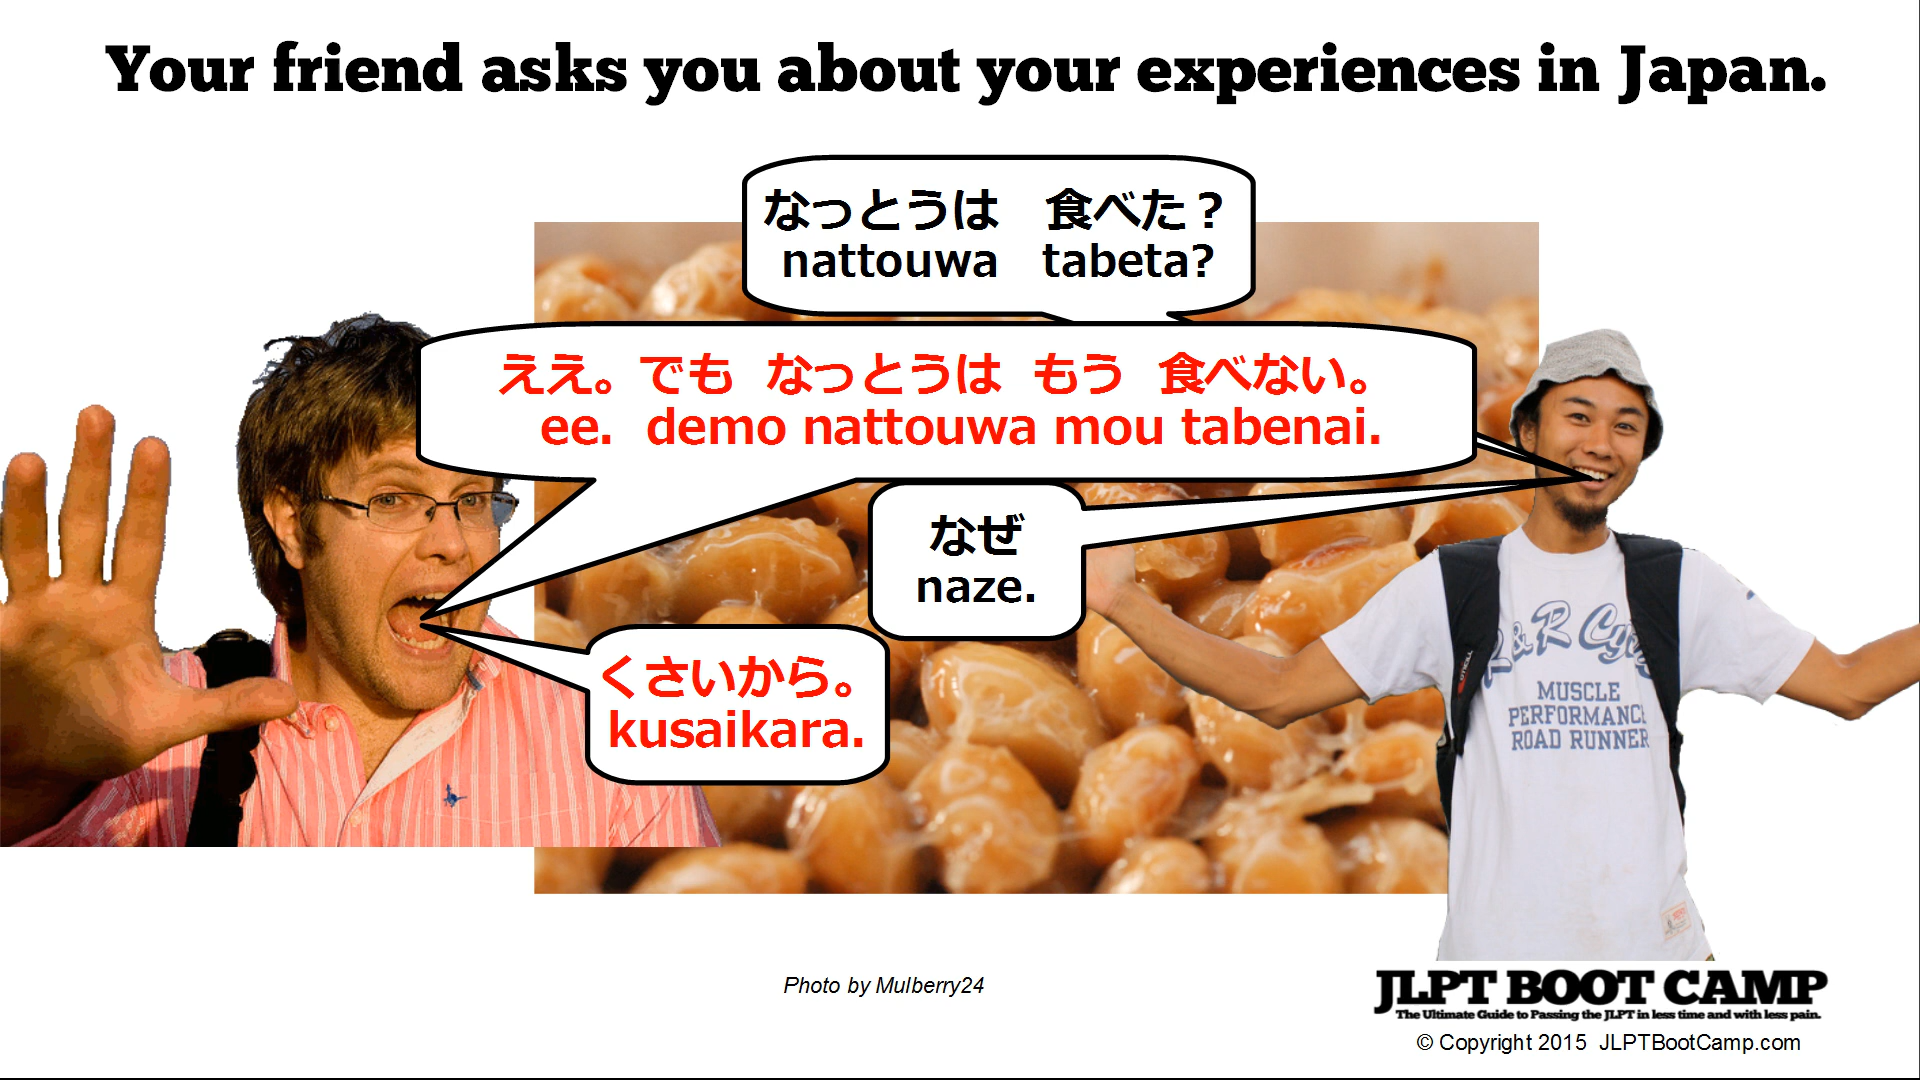 Your friend asks you about your experiences in Japan.
なっとうは　食べた？
nattouwa tabeta?
ええ。でも なっとうは もう 食べない。
ee. demo nattouwa mou tabenai.
なぜ
naze.
くさいから。
kusaikara.
R&R Cy
MUSCLE
PERFORMANCE
ROAD RUNNER
Photo by Mulberry24
JLPT BOOT CAMP
The Ultimate Guide to Passing the JLPT in less time and with less pain.
© Copyright 2015 JLPTBootCamp.com